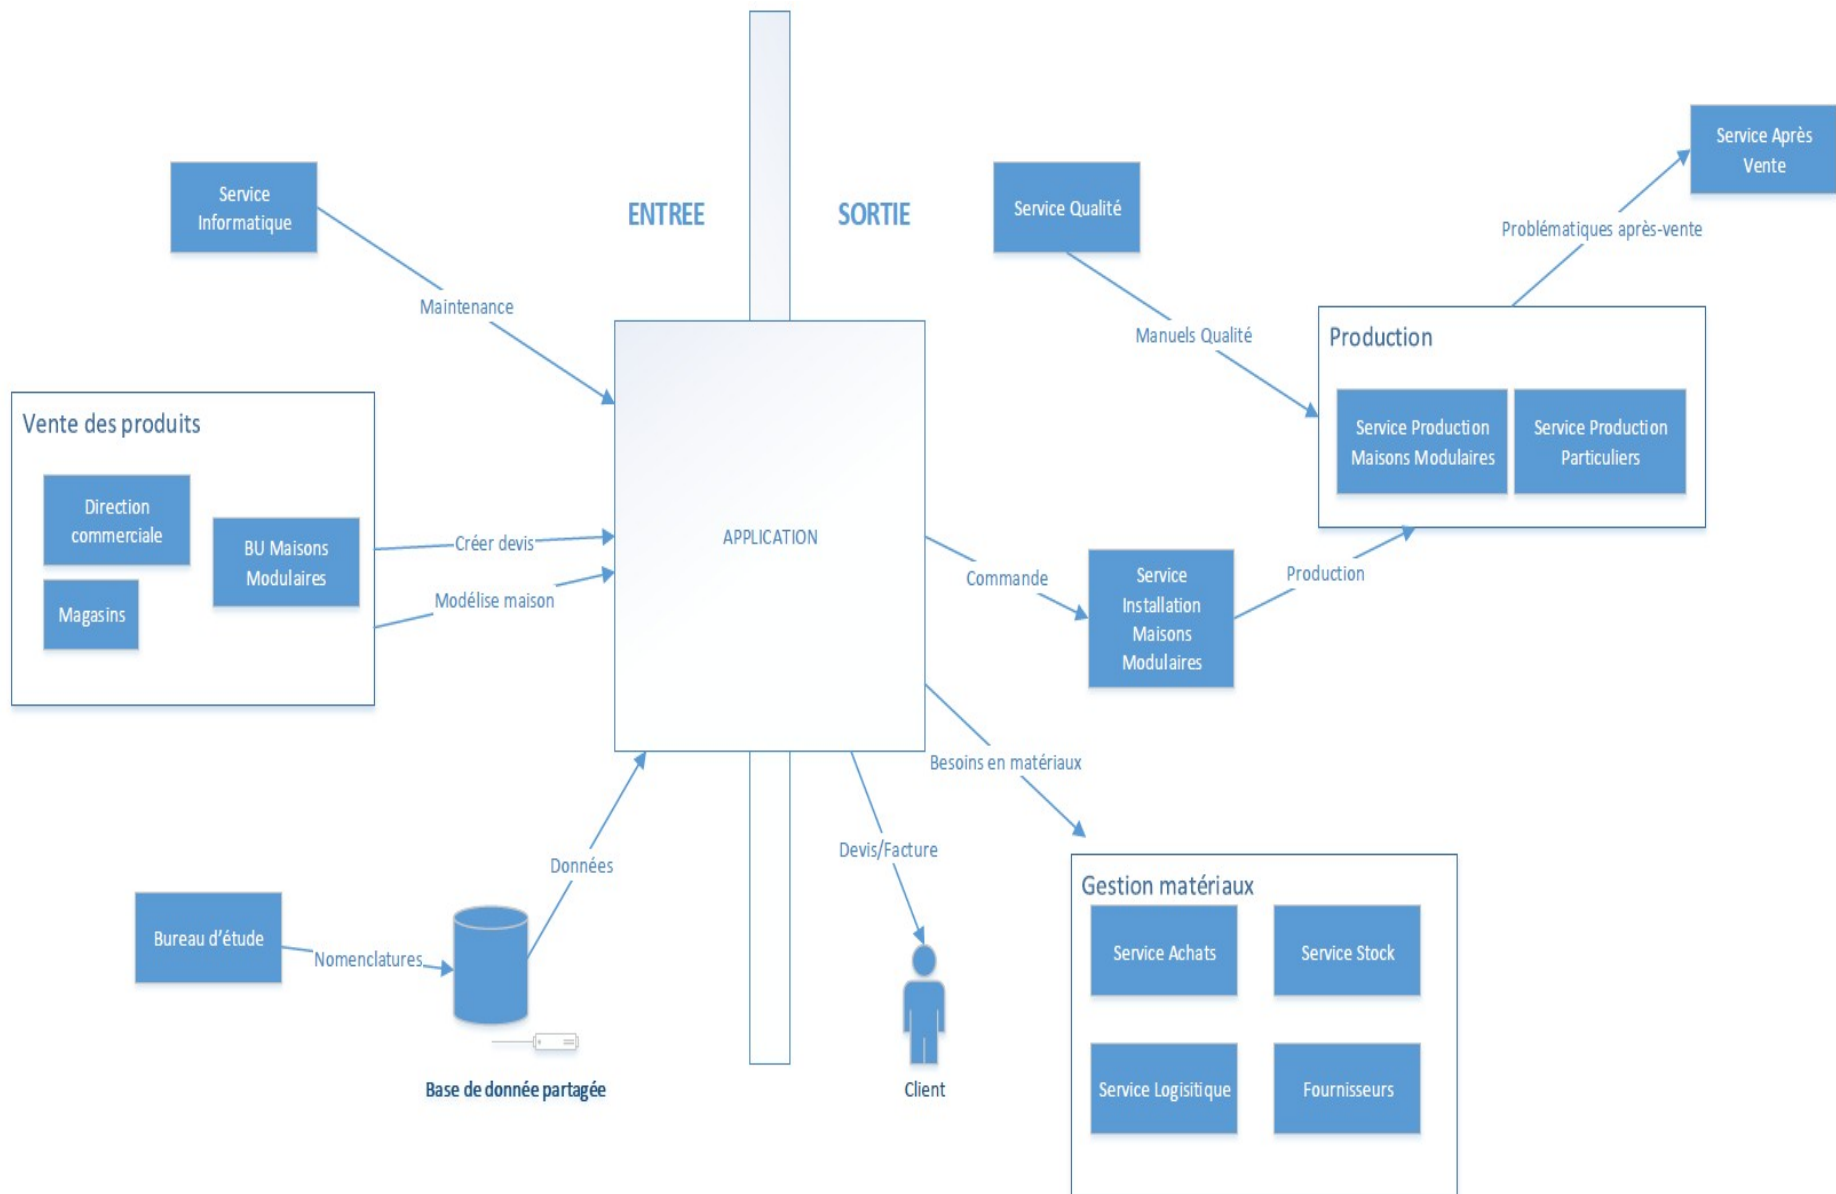 Service Après
Vente
Service
Informatique
ENTREE
SORTIE
Service Qualité
Problématiques après-vente
Maintenance
Manuels Qualité
Production
Vente des produits
Service Production
Maisons Modulaires
Service Production
Particuliers
Direction
commerciale
BU Maisons
Modulaires
Magasins
Créer devis
Modélise maison
APPLICATION
Commande
Service
Installation
Maisons
Modulaires
Production
Besoins en matériaux
Devis/Facture
Données
Gestion matériaux
Bureau d'étude
Nomenclatures
Service Achats
Service Stock
Base de donnée partagée
Client
Service Logisitique
Fournisseurs